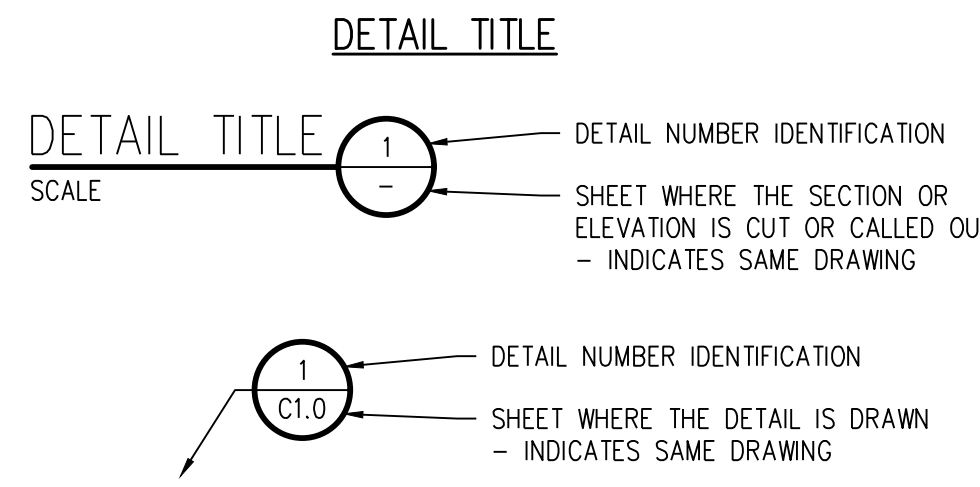 DETAIL TITLE
DETAIL TITLE
SCALE
1
-
DETAIL NUMBER IDENTIFICATION
SHEET WHERE THE SECTION OR
ELEVATION IS CUT OR CALLED OU
- INDICATES SAME DRAWING
1
C1.0
DETAIL NUMBER IDENTIFICATION
SHEET WHERE THE DETAIL IS DRAWN
- INDICATES SAME DRAWING